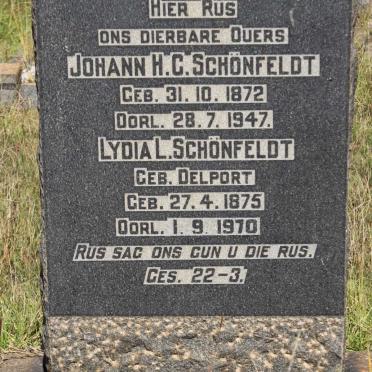 HIER RUS
ONS DIERBARE OUERS
JOHANN H.C. SCHÖNFELDT
GEB. 31. 10. 1872
OORL. 28. 7. 1947.
LYDIA L. SCHÖNFELDT
GEB. DELPORT
GEB. 27. 4. 1875
OORL. 1. 9. 1970
RUS SAG ONS GUN U DIE RUS.
GES. 22-3.